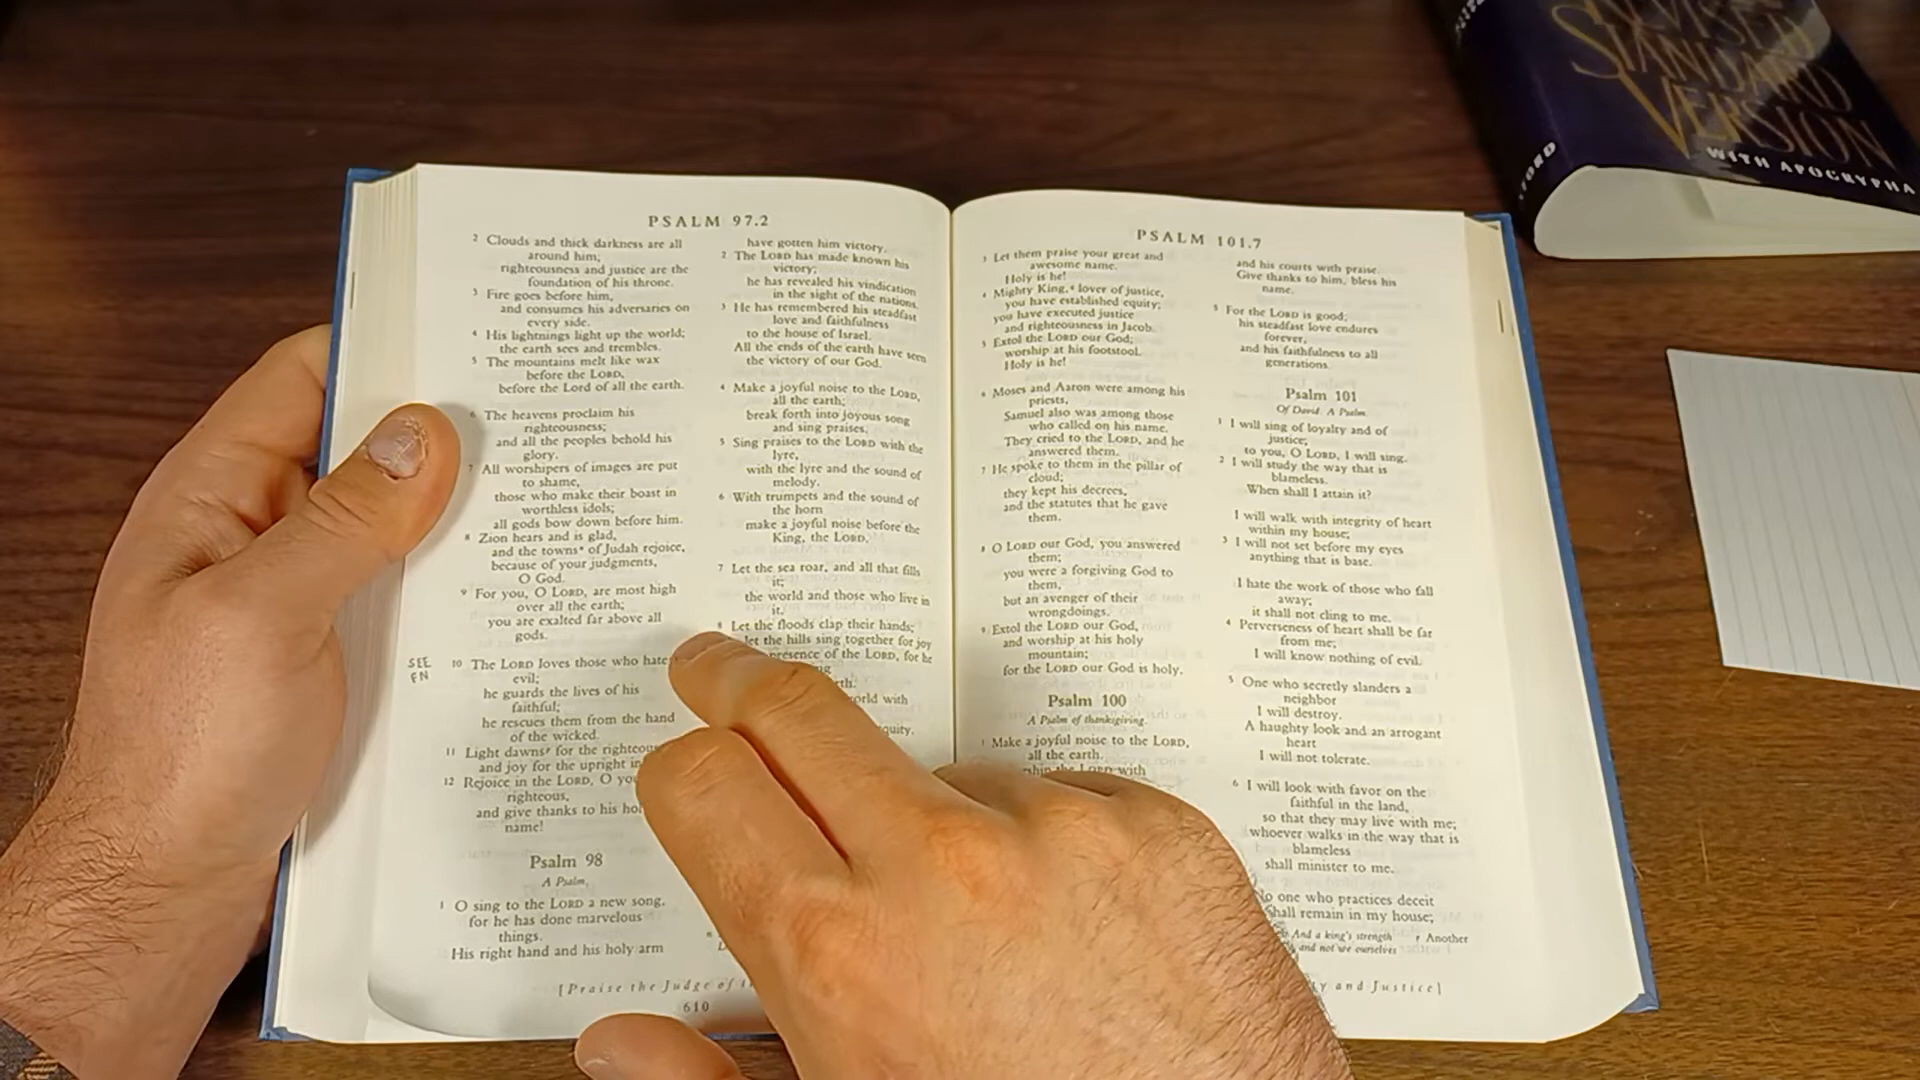 PSALM 97.2
2 Clouds and thick darkness are all
around him;
righteousness and justice are the
foundation of his throne.
3 Fire goes before him,
and consumes his adversaries on
every side.
4 His lightnings light up the world;
the earth sees and trembles.
5 The mountains melt like wax
before the LORD,
before the Lord of all the earth.
6 The heavens proclaim his
righteousness;
and all the peoples behold his
glory.
7 All worshipers of images are put
to shame,
those who make their boast in
worthless idols;
all gods bow down before him.
8 Zion hears and is glad,
and the towns of Judah rejoice,
because of your judgments,
O God.
9 For you, O LORD, are most high
over all the earth;
you are exalted far above all
gods.
SEE
FN
10 The LORD loves those who hate
evil;
he guards the lives of his
faithful;
he rescues them from the hand
of the wicked.
11 Light dawns for the righteous
and joy for the upright in
12 Rejoice in the LORD, O you
righteous,
and give thanks to his
name!
Psalm 98
A Psalm.
1 O sing to the LORD a new song,
for he has done marvelous
things.
His right hand and his holy arm
have gotten him victory.
2 The LORD has made known his
victory;
he has revealed his vindication
in the sight of the nations.
3 He has remembered his steadfast
love and faithfulness
to the house of Israel.
All the ends of the earth have seen
the victory of our God.
4 Make a joyful noise to the LORD,
all the earth;
break forth into joyous song
and sing praises.
5 Sing praises to the LORD with the
lyre,
with the lyre and the sound of
melody.
6 With trumpets and the sound of
the horn
make a joyful noise before the
King, the LORD.
7 Let the sea roar, and all that fills
it;
the world and those who live in
it.
8 Let the floods clap their hands;
let the hills sing together for joy
presence of the LORD, for he
world with
[Praise the Judge of
610
PSALM 101.7
3 Let them praise your great and
awesome name.
Holy is he!
4 Mighty King, lover of justice,
you have established equity;
you have executed justice
and righteousness in Jacob.
5 Extol the LORD our God;
worship at his footstool.
Holy is he!
6 Moses and Aaron were among his
priests,
Samuel also was among those
who called on his name.
They cried to the LORD, and he
answered them.
7 He spoke to them in the pillar of
cloud;
they kept his decrees,
and the statutes that he gave
them.
8 O LORD our God, you answered
them;
you were a forgiving God to
them,
but an avenger of their
wrongdoings.
9 Extol the LORD our God,
and worship at his holy
mountain;
for the LORD our God is holy.
Psalm 100
A Psalm of thanksgiving.
1 Make a joyful noise to the LORD,
all the earth.
the LORD with
and his courts with praise.
Give thanks to him, bless his
name.
5 For the LORD is good;
his steadfast love endures
forever,
and his faithfulness to all
generations.
Psalm 101
Of David. A Psalm.
1 I will sing of loyalty and of
justice;
to you, O LORD, I will sing.
2 I will study the way that is
blameless.
When shall I attain it?
I will walk with integrity of heart
within my house;
3 I will not set before my eyes
anything that is base.
I hate the work of those who fall
away;
it shall not cling to me.
4 Perverseness of heart shall be far
from me;
I will know nothing of evil.
5 One who secretly slanders a
neighbor
I will destroy.
A haughty look and an arrogant
heart
I will not tolerate.
6 I will look with favor on the
faithful in the land,
so that they may live with me;
whoever walks in the way that is
blameless
shall minister to me.
No one who practices deceit
shall remain in my house;
And a king's strength r Another
and not we ourselves
and Justice]
STANDARD
VERSION
WITH APOCRYPHA